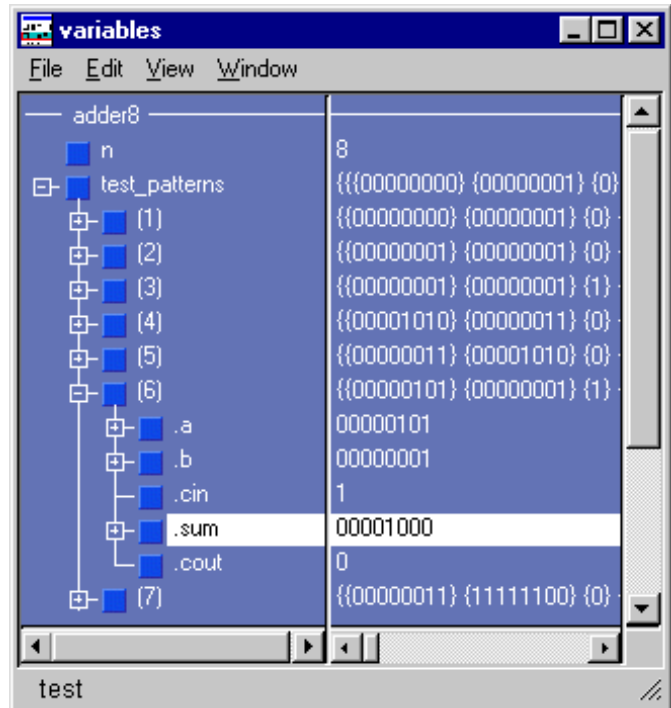 variables
File Edit View Window
adder8
n 8
test_patterns {{{00000000} {00000001} {0}
(1) {{00000000} {00000001} {0}
(2) {{00000001} {00000001} {0}
(3) {{00000001} {00000001} {1}
(4) {{00001010} {00000011} {0}
(5) {{00000011} {00001010} {0}
(6) {{00000101} {00000001} {1}
.a 00000101
.b 00000001
.cin 1
.sum 00001000
.cout 0
(7) {{00000011} {11111100} {0}
test